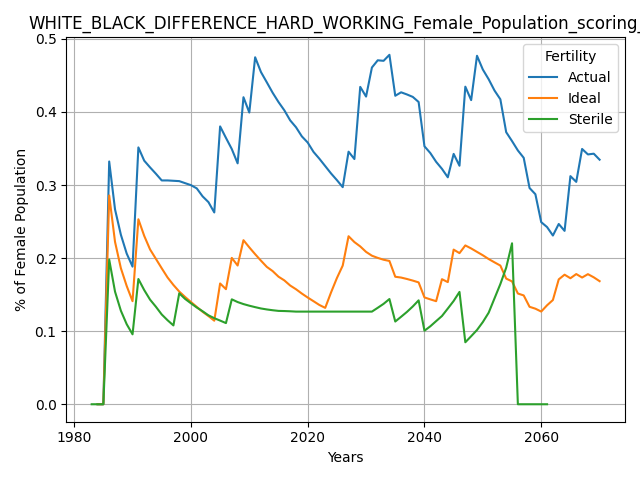 WHITE_BLACK_DIFFERENCE_HARD_WORKING_Female_Population_scoring_
0.5
0.4
0.3
0.2
0.1
0.0
% of Female Population
Fertility
Actual
Ideal
Sterile
1980
2000
2020
2040
2060
Years